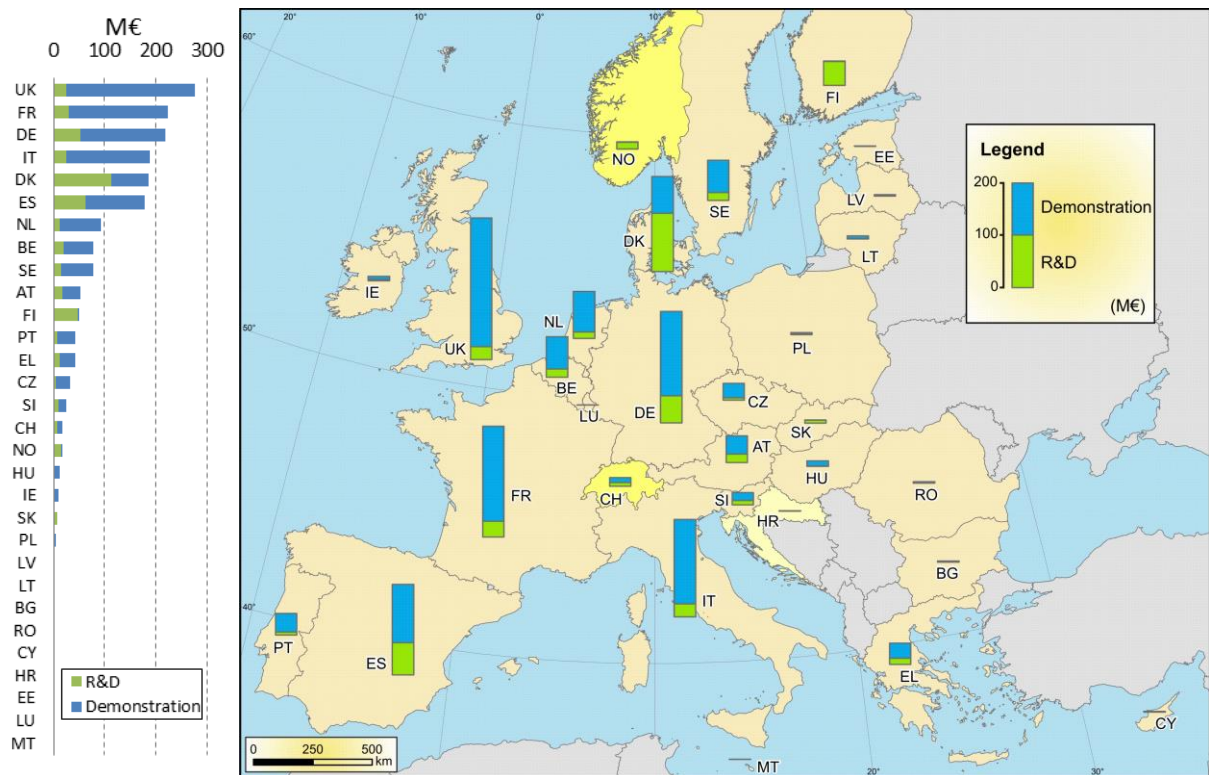 M€
0 100 200 300
UK
FR
DE
IT
DK
ES
NL
BE
SE
AT
FI
PT
EL
CZ
SI
CH
NO
HU
IE
SK
PL
LV
LT
BG
RO
CY
HR
EE
LU
MT
R&D
Demonstration
20° 10° 0° 10°
60°
50°
40°
FI
NO
EE
SE
LV
DK
LT
IE
NL
UK
PL
BE
LU
DE
CZ
SK
AT
FR
CH
HU
SI
RO
HR
BG
IT
PT
ES
EL
CY
MT
20° 30°
Legend
200
Demonstration
100
R&D
0
(M€)
0 250 500
km